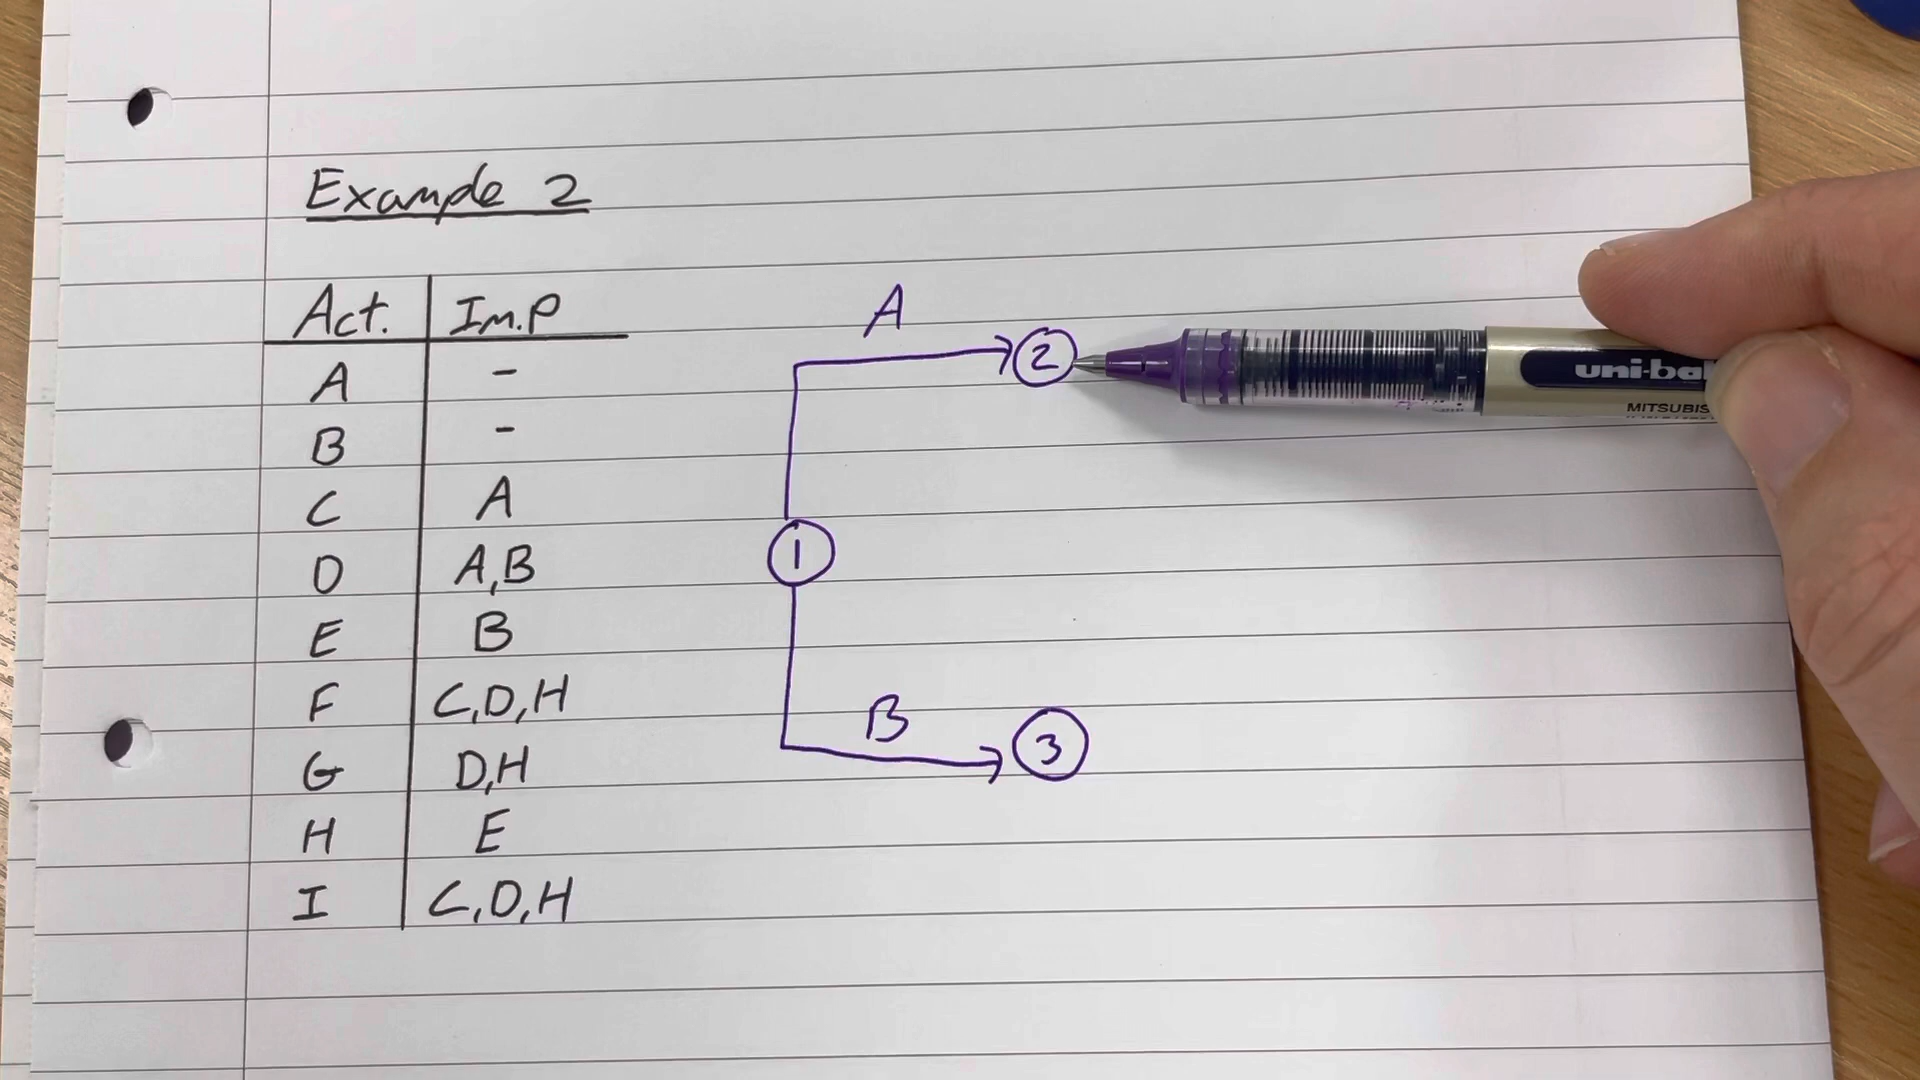 Example 2
Act. Im.P
A -
B -
C A
D A,B
E B
F C,D,H
G D,H
H E
I C,D,H
A
2
1
B
3
uni-bal
MITSUBIS